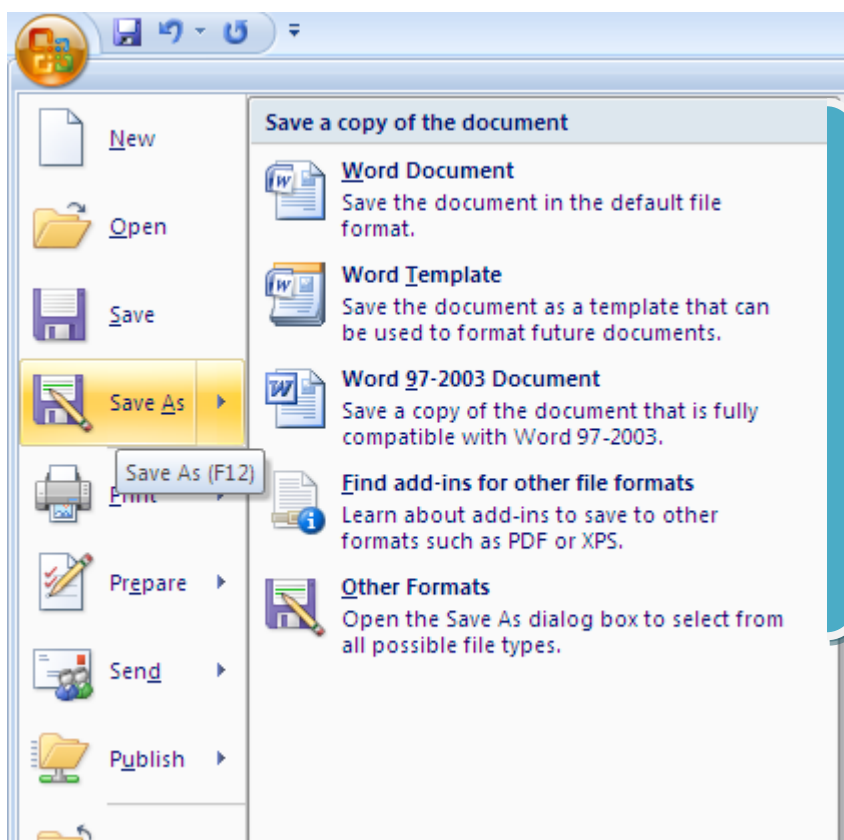 New
Open
Save
Save As
Save As (F12)
Print
Prepare
Send
Publish
Save a copy of the document
Word Document
Save the document in the default file
format.
Word Template
Save the document as a template that can
be used to format future documents.
Word 97-2003 Document
Save a copy of the document that is fully
compatible with Word 97-2003.
Find add-ins for other file formats
Learn about add-ins to save to other
formats such as PDF or XPS.
Other Formats
Open the Save As dialog box to select from
all possible file types.